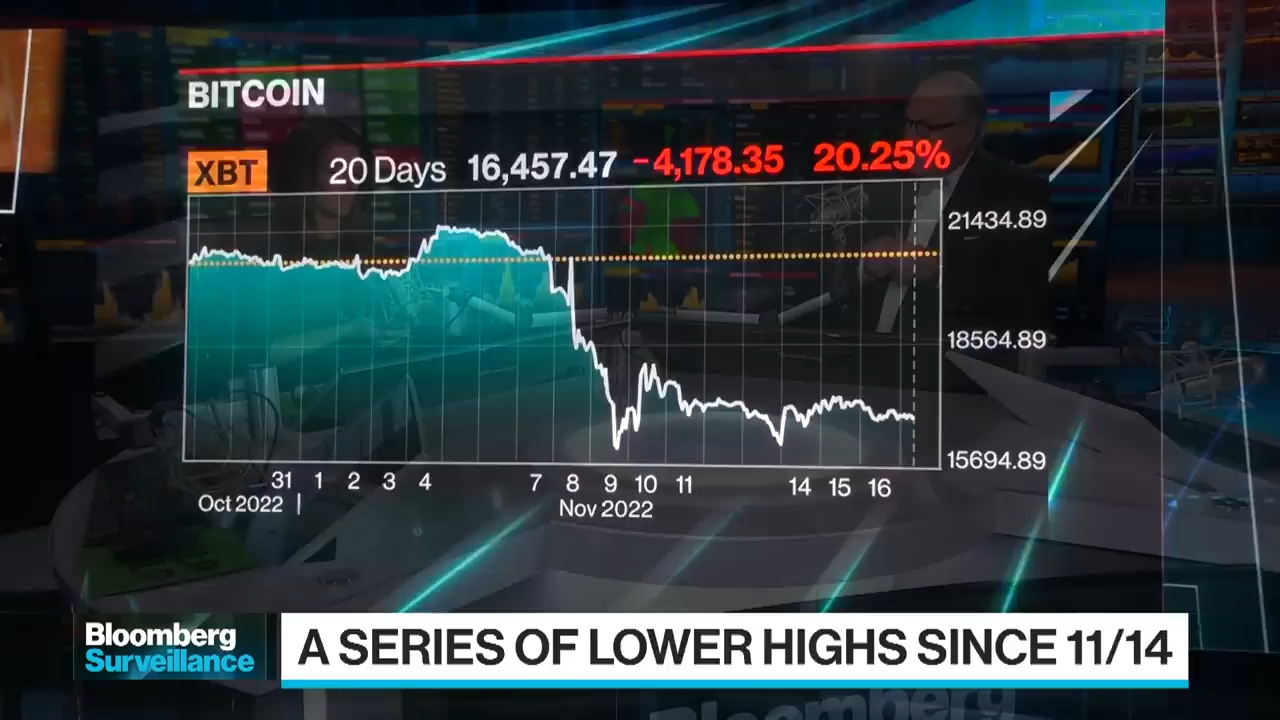 BITCOIN
XBT 20 Days 16,457.47 -4,178.35 20.25%
21434.89
18564.89
15694.89
31 1 2 3 4 7 8 9 10 11 14 15 16
Oct 2022 | Nov 2022
Bloomberg
Surveillance
A SERIES OF LOWER HIGHS SINCE 11/14
Bloomberg